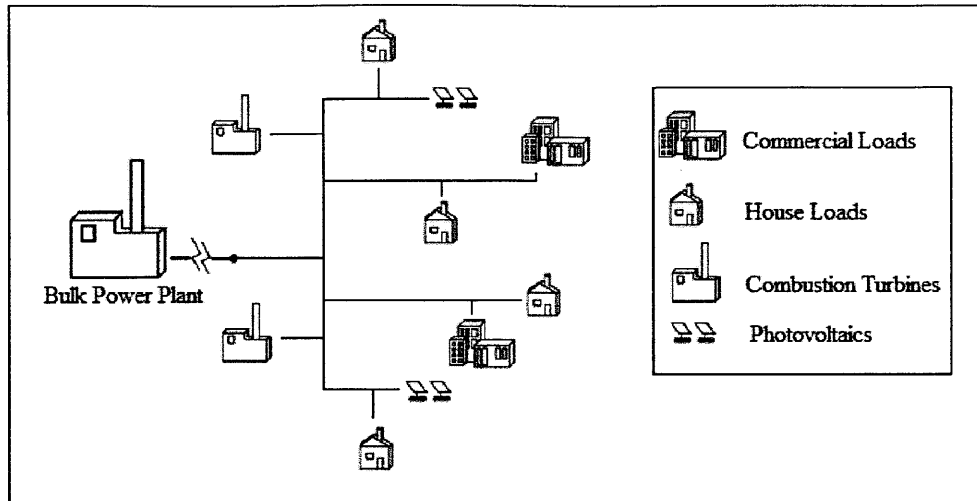 Bulk Power Plant
Commercial Loads
House Loads
Combustion Turbines
Photovoltaics